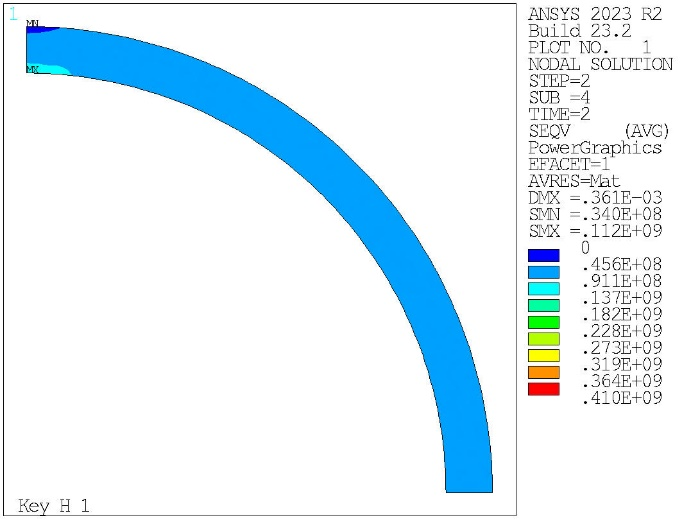 1
MN
MX
ANSYS 2023 R2
Build 23.2
PLOT NO. 1
NODAL SOLUTION
STEP=2
SUB =4
TIME=2
SEQV (AVG)
PowerGraphics
EFACET=1
AVRES=Mat
DMX =.361E-03
SMN =.340E+08
SMX =.112E+09
0
.456E+08
.911E+08
.137E+09
.182E+09
.228E+09
.273E+09
.319E+09
.364E+09
.410E+09
Key H 1